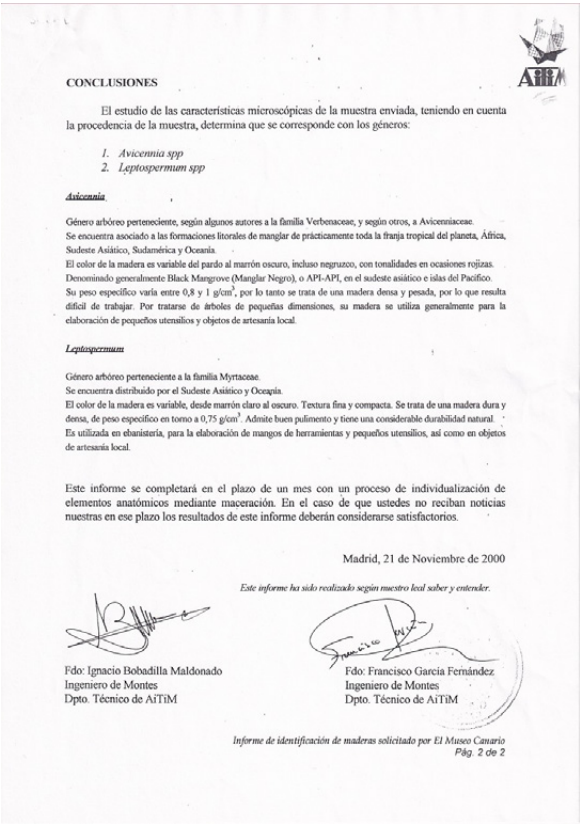 AiTiM
CONCLUSIONES
El estudio de las características microscópicas de la muestra enviada, teniendo en cuenta
la procedencia de la muestra, determina que se corresponde con los géneros:
1. Avicennia spp
2. Leptospermum spp
Avicennia
Género arbóreo perteneciente, según algunos autores a la familia Verbenaceae, y según otros, a Avicenniaceae.
Se encuentra asociado a las formaciones litorales de manglar de prácticamente toda la franja tropical del planeta, África,
Sudeste Asiático, Sudamérica y Oceanía.
El color de la madera es variable del pardo al marrón oscuro, incluso negruzco, con tonalidades en ocasiones rojizas.
Denominado generalmente Black Mangrove (Manglar Negro), o API-API, en el sudeste asiático e islas del Pacífico.
Su peso específico varía entre 0,8 y 1 g/cm³, por lo tanto se trata de una madera densa y pesada, por lo que resulta
difícil de trabajar. Por tratarse de árboles de pequeñas dimensiones, su madera se utiliza generalmente para la
elaboración de pequeños utensilios y objetos de artesanía local.
Leptospermum
Género arbóreo perteneciente a la familia Myrtaceae.
Se encuentra distribuido por el Sudeste Asiático y Oceanía.
El color de la madera es variable, desde marrón claro al oscuro. Textura fina y compacta. Se trata de una madera dura y
densa, de peso específico en torno a 0,75 g/cm³. Admite buen pulimento y tiene una considerable durabilidad natural.
Es utilizada en ebanistería, para la elaboración de mangos de herramientas y pequeños utensilios, así como en objetos
de artesanía local.
Este informe se completará en el plazo de un mes con un proceso de individualización de
elementos anatómicos mediante maceración. En el caso de que ustedes no reciban noticias
nuestras en ese plazo los resultados de este informe deberán considerarse satisfactorios.
Madrid, 21 de Noviembre de 2000
Este informe ha sido realizado según nuestro leal saber y entender.
Francisco
Fdo: Ignacio Bobadilla Maldonado
Ingeniero de Montes
Dpto. Técnico de AiTiM
Fdo: Francisco García Fernández
Ingeniero de Montes
Dpto. Técnico de AiTiM
Informe de identificación de maderas solicitado por El Museo Canario
Pág. 2 de 2